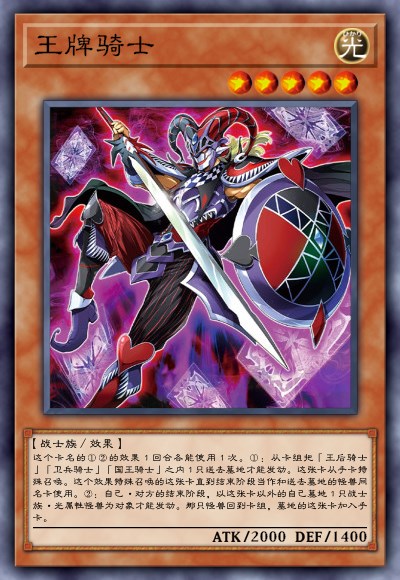 王牌骑士
光
【战士族／效果】
这个卡名的①②的效果1回合各能使用1次。①：从卡组把「王后骑士
」「卫兵骑士」「国王骑士」之内1只送去墓地才能发动。这张卡从手卡特
殊召唤。这个效果特殊召唤的这张卡直到结束阶段当作和送去墓地的怪兽同
名卡使用。②：自己·对方的结束阶段，以这张卡以外的自己墓地1只战士
族·光属性怪兽为对象才能发动。那只怪兽回到卡组，墓地的这张卡加入手
卡。
ATK/2000 DEF/1400